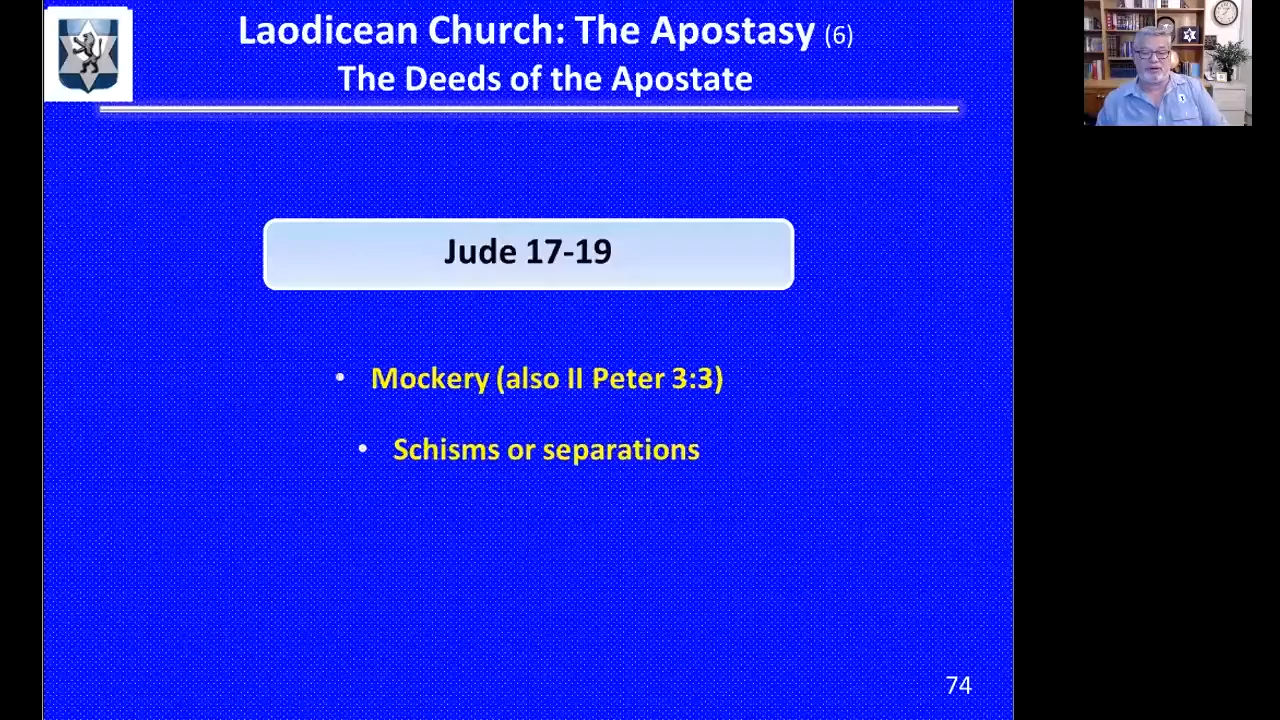 Laodicean Church: The Apostasy (6)
The Deeds of the Apostate
Jude 17-19
• Mockery (also II Peter 3:3)
• Schisms or separations
74